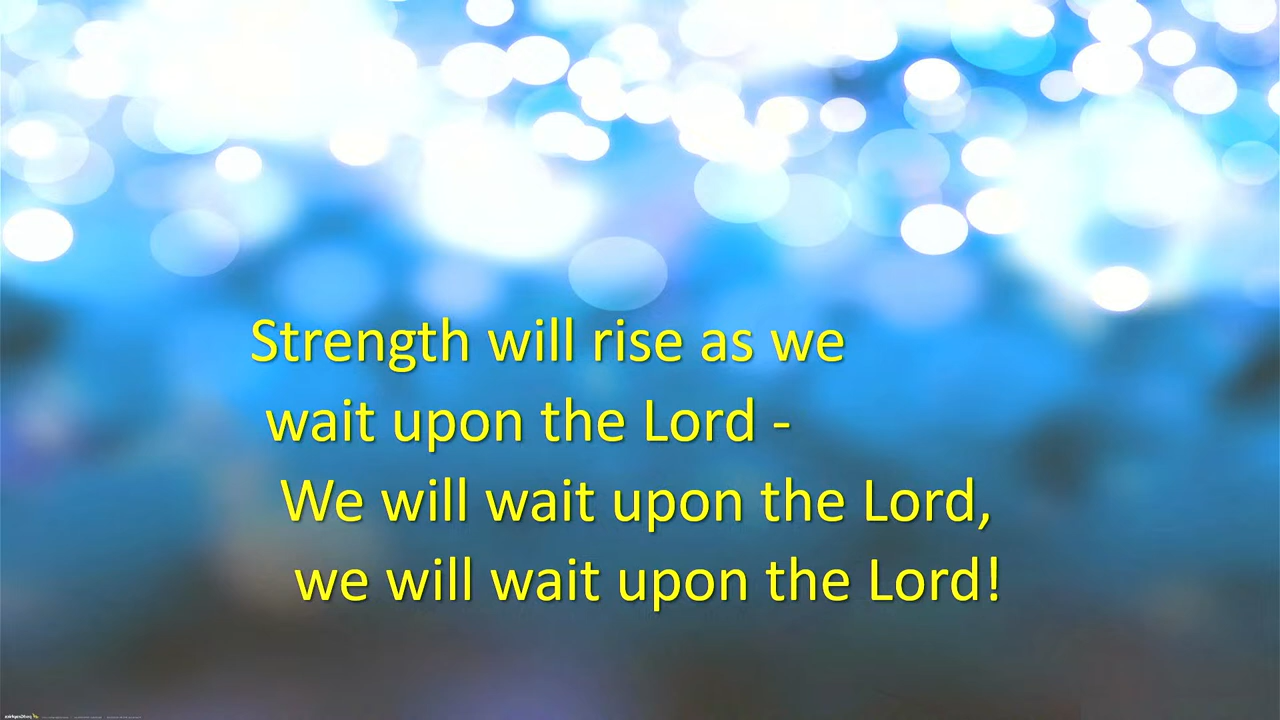 Strength will rise as we
wait upon the Lord -
We will wait upon the Lord,
we will wait upon the Lord!